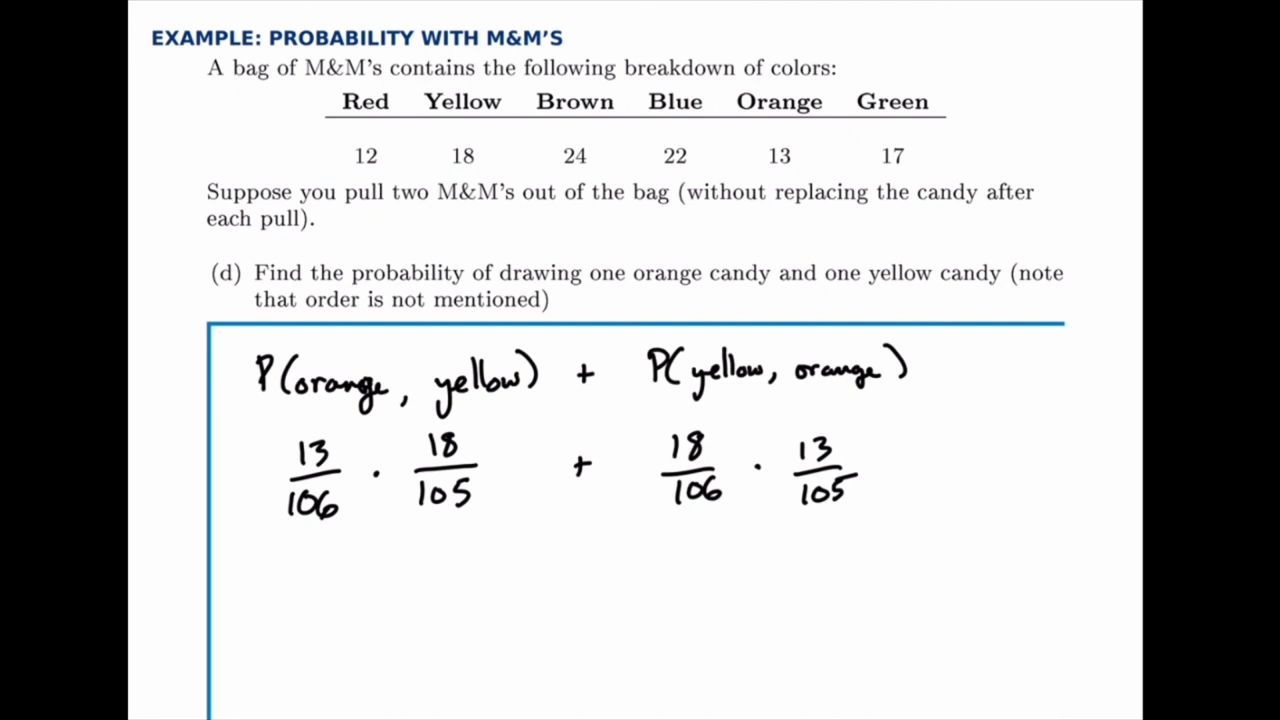 EXAMPLE: PROBABILITY WITH M&M'S
A bag of M&M's contains the following breakdown of colors:
Red Yellow Brown Blue Orange Green
12 18 24 22 13 17
Suppose you pull two M&M's out of the bag (without replacing the candy after
each pull).
(d) Find the probability of drawing one orange candy and one yellow candy (note
that order is not mentioned)
P(orange, yellow) + P(yellow, orange)
13/106 · 18/105 + 18/106 · 13/105